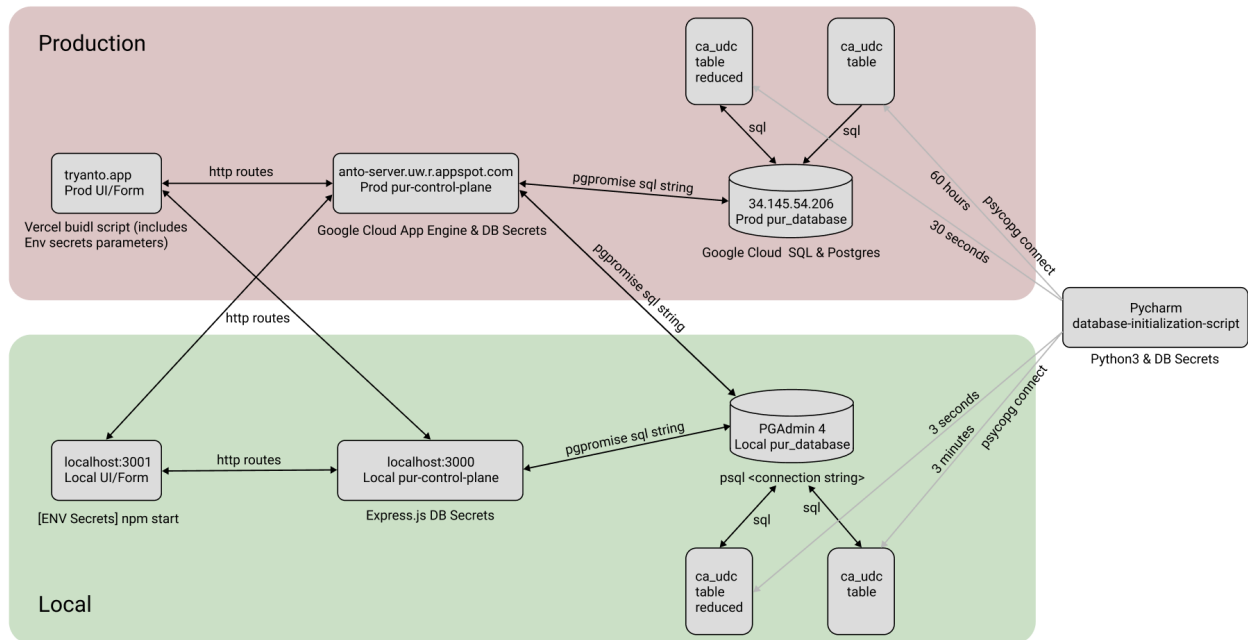 Production
ca_udc
table
reduced
ca_udc
table
sql
sql
tryanto.app
Prod UI/Form
Vercel buidl script (includes
Env secrets parameters)
http routes
anto-server.uw.r.appspot.com
Prod pur-control-plane
Google Cloud App Engine & DB Secrets
pgpromise sql string
34.145.54.206
Prod pur_database
Google Cloud SQL & Postgres
60 hours
30 seconds
psycopg connect
pgpromise sql string
http routes
Pycharm
database-initialization-script
Python3 & DB Secrets
3 seconds
3 minutes
psycopg connect
localhost:3001
Local UI/Form
[ENV Secrets] npm start
http routes
localhost:3000
Local pur-control-plane
Express.js DB Secrets
pgpromise sql string
PGAdmin 4
Local pur_database
psql <connection string>
sql
sql
ca_udc
table
reduced
ca_udc
table
Local